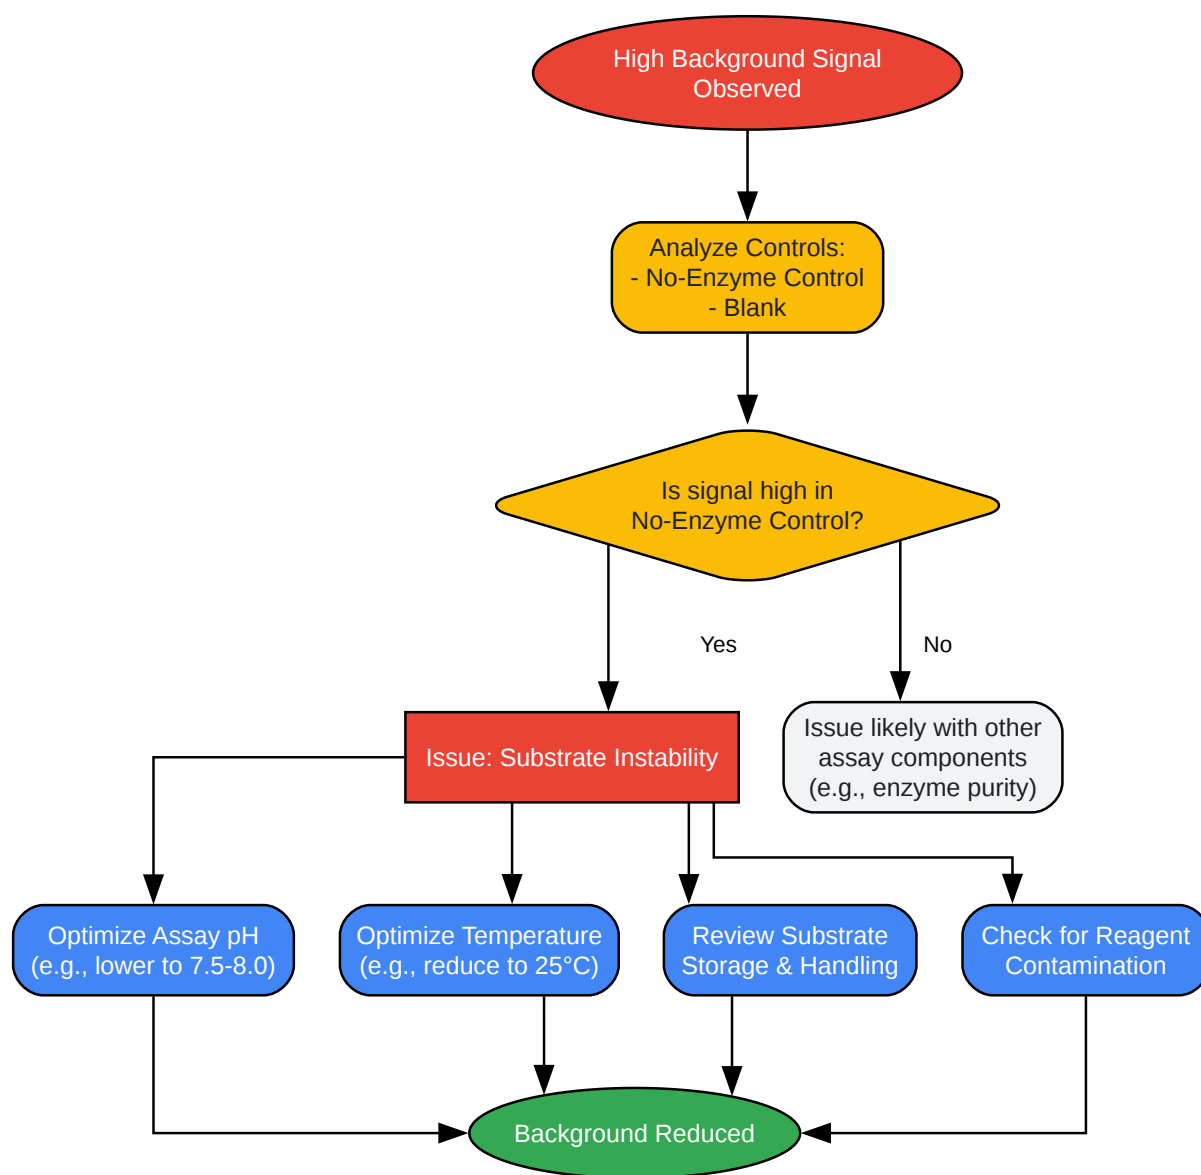 High Background Signal
Observed
Analyze Controls:
- No-Enzyme Control
- Blank
Is signal high in
No-Enzyme Control?
Yes
No
Issue: Substrate Instability
Issue likely with other
assay components
(e.g., enzyme purity)
Optimize Assay pH
(e.g., lower to 7.5-8.0)
Optimize Temperature
(e.g., reduce to 25°C)
Review Substrate
Storage & Handling
Check for Reagent
Contamination
Background Reduced